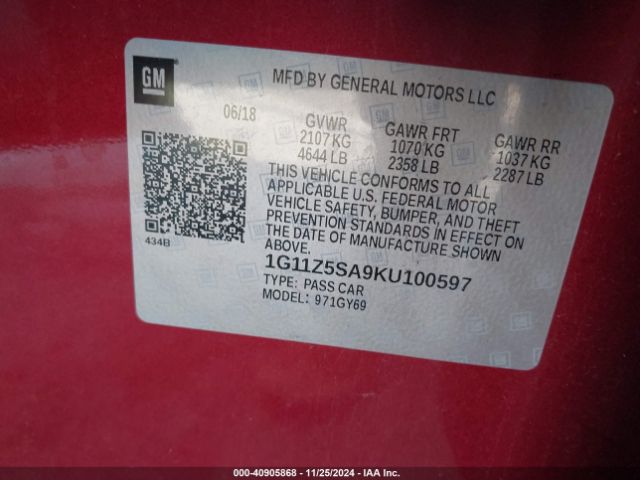 GM
MFD BY GENERAL MOTORS LLC
06/18
GVWR
2107 KG
4644 LB
GAWR FRT
1070 KG
2358 LB
GAWR RR
1037 KG
2287 LB
THIS VEHICLE CONFORMS TO ALL
APPLICABLE U.S. FEDERAL MOTOR
VEHICLE SAFETY, BUMPER, AND THEFT
PREVENTION STANDARDS IN EFFECT ON
THE DATE OF MANUFACTURE SHOWN
ABOVE.
434B
1G11Z5SA9KU100597
TYPE: PASS CAR
MODEL: 971GY69
000-40905868 - 11/25/2024 - IAA Inc.